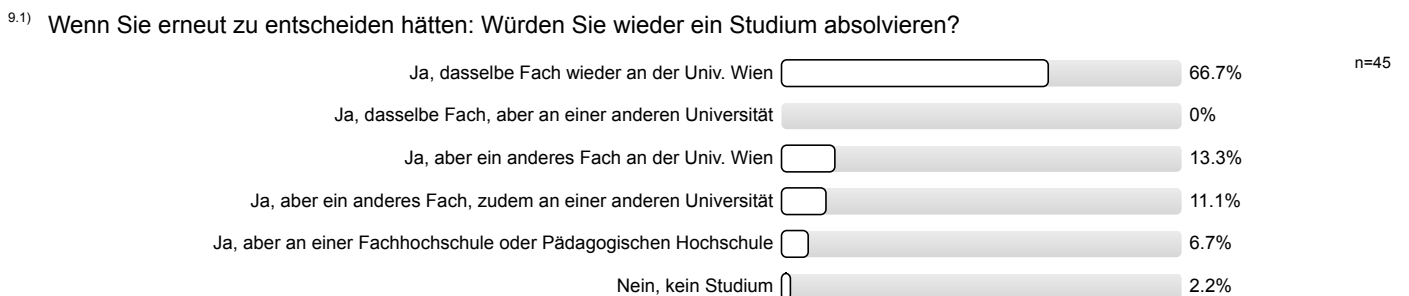 9.1) Wenn Sie erneut zu entscheiden hätten: Würden Sie wieder ein Studium absolvieren?
Ja, dasselbe Fach wieder an der Univ. Wien 66.7% n=45
Ja, dasselbe Fach, aber an einer anderen Universität 0%
Ja, aber ein anderes Fach an der Univ. Wien 13.3%
Ja, aber ein anderes Fach, zudem an einer anderen Universität 11.1%
Ja, aber an einer Fachhochschule oder Pädagogischen Hochschule 6.7%
Nein, kein Studium 2.2%